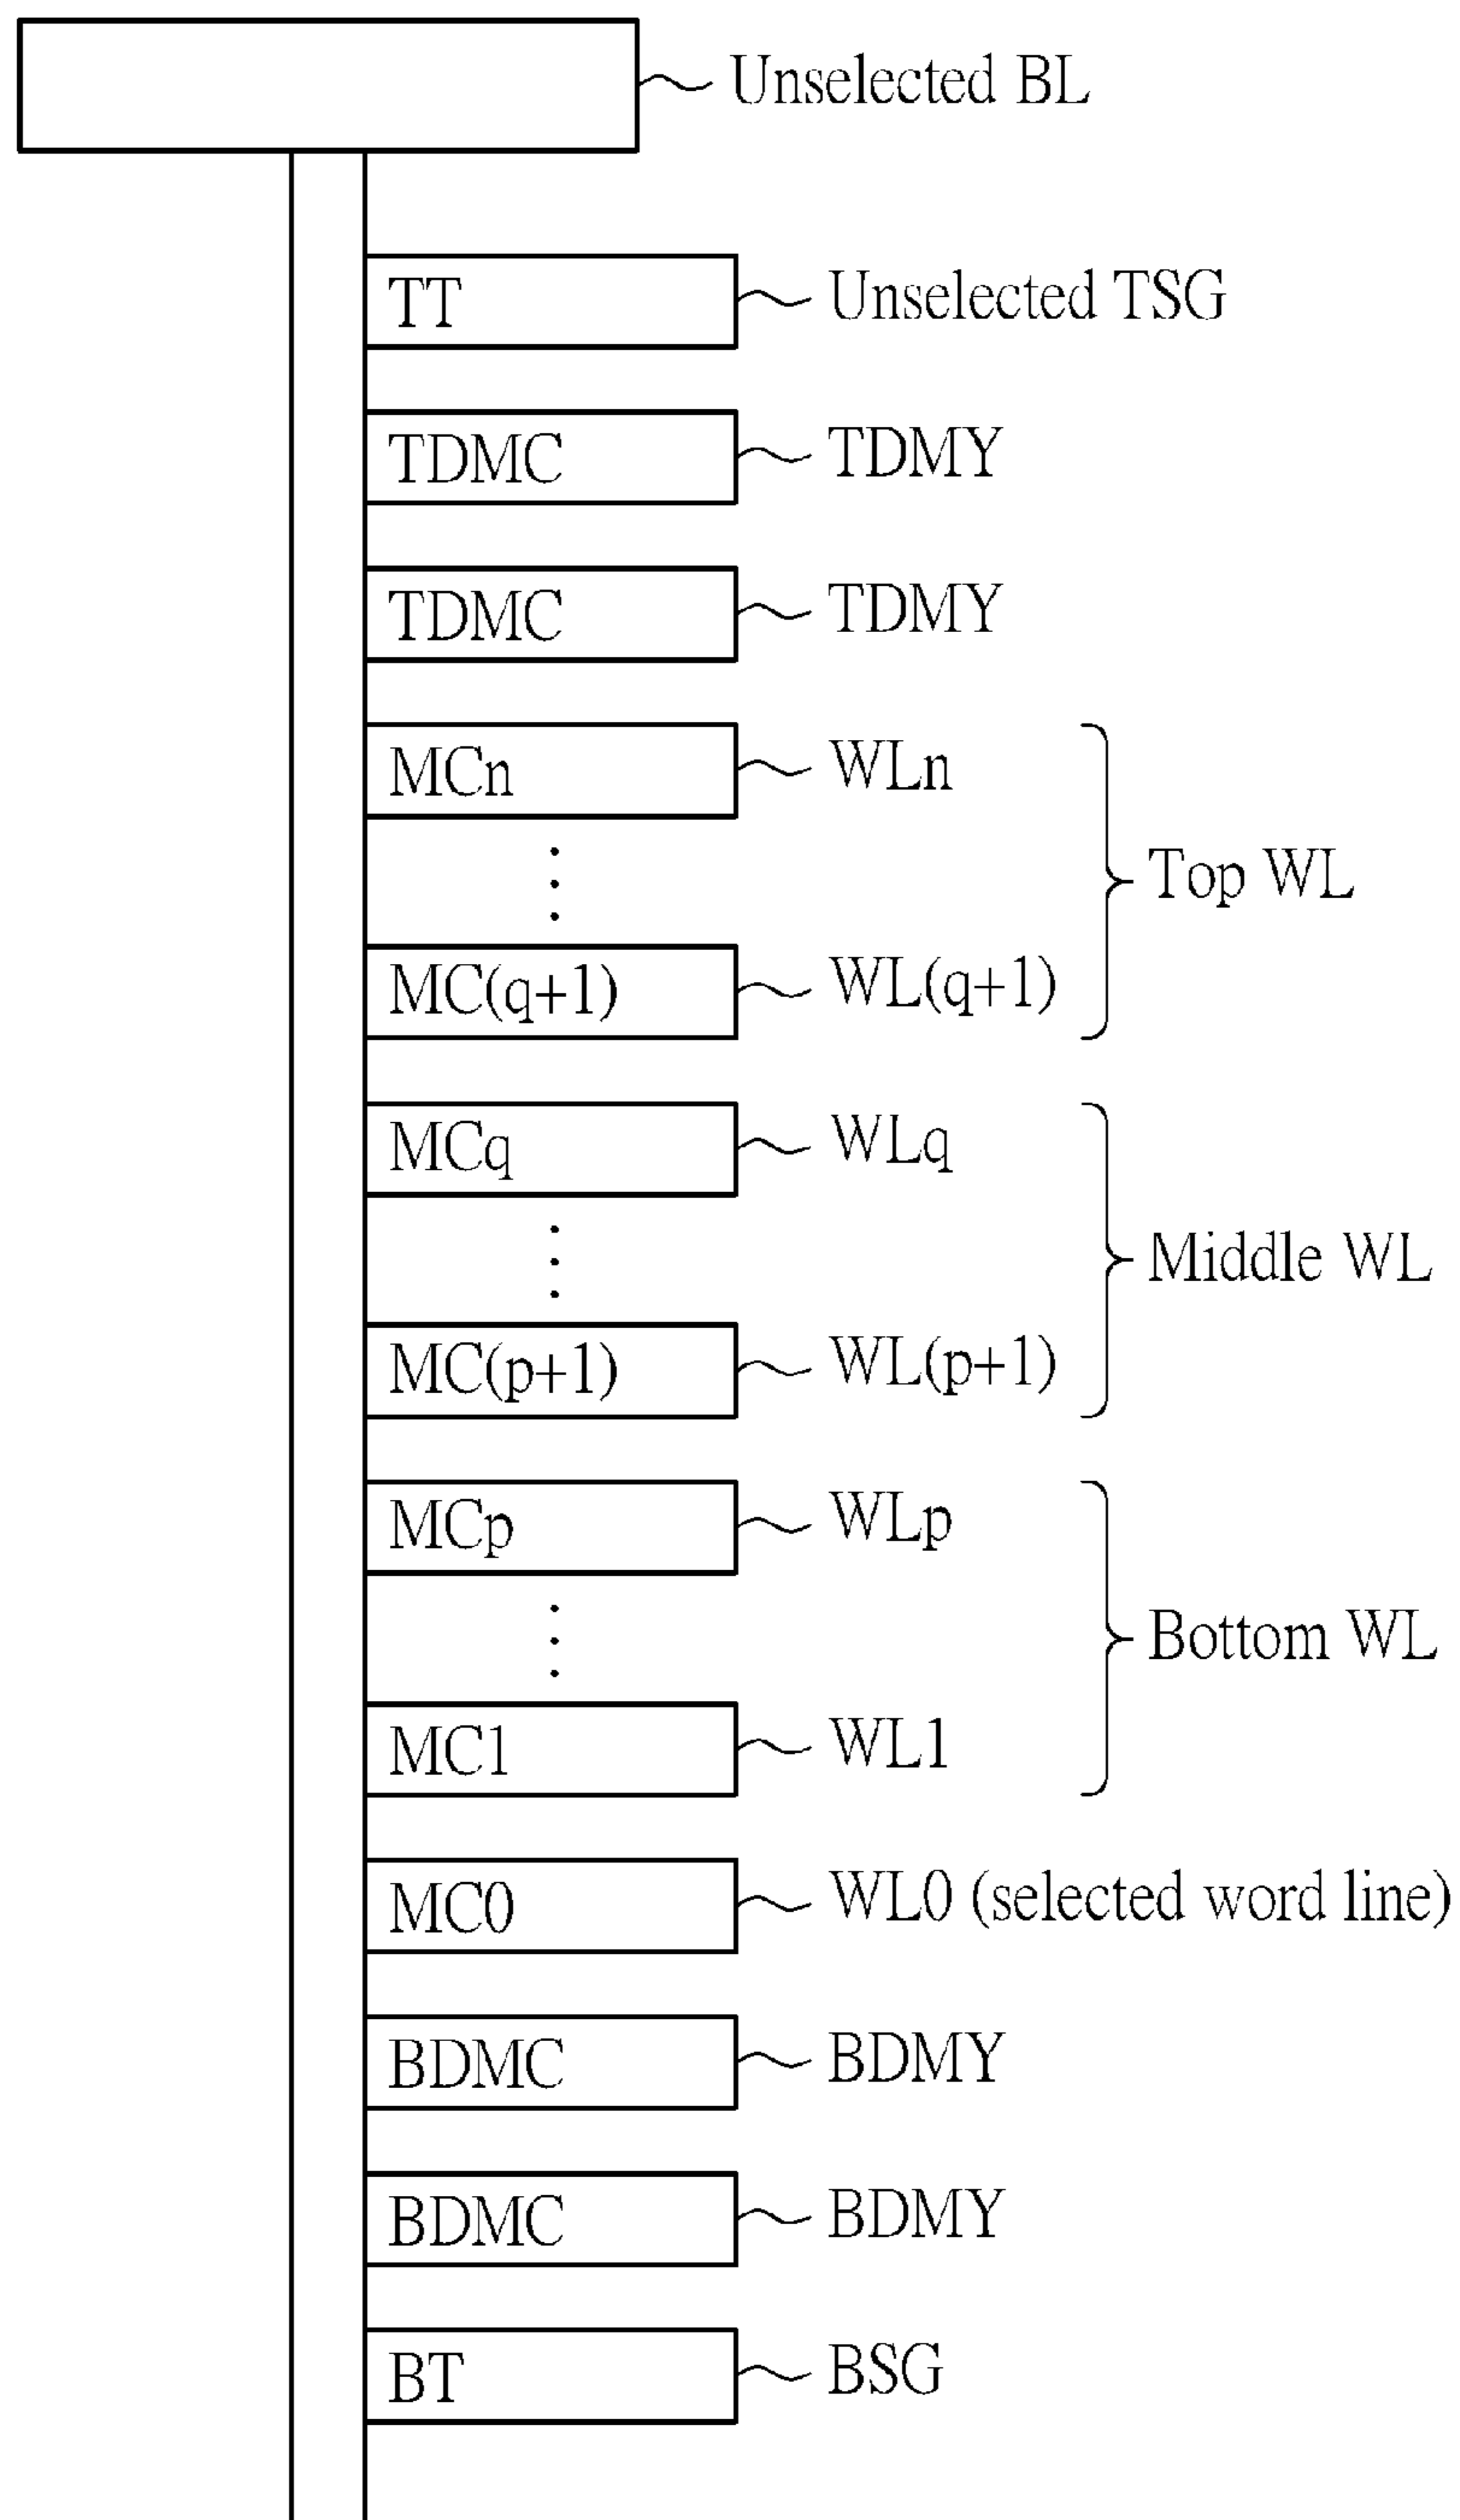 Unselected BL
TT Unselected TSG
TDMC TDMY
TDMC TDMY
MCn WLn
Top WL
MC(q+1) WL(q+1)
MCq WLq
Middle WL
MC(p+1) WL(p+1)
MCp WLp
Bottom WL
MC1 WL1
MC0 WL0 (selected word line)
BDMC BDMY
BDMC BDMY
BT BSG